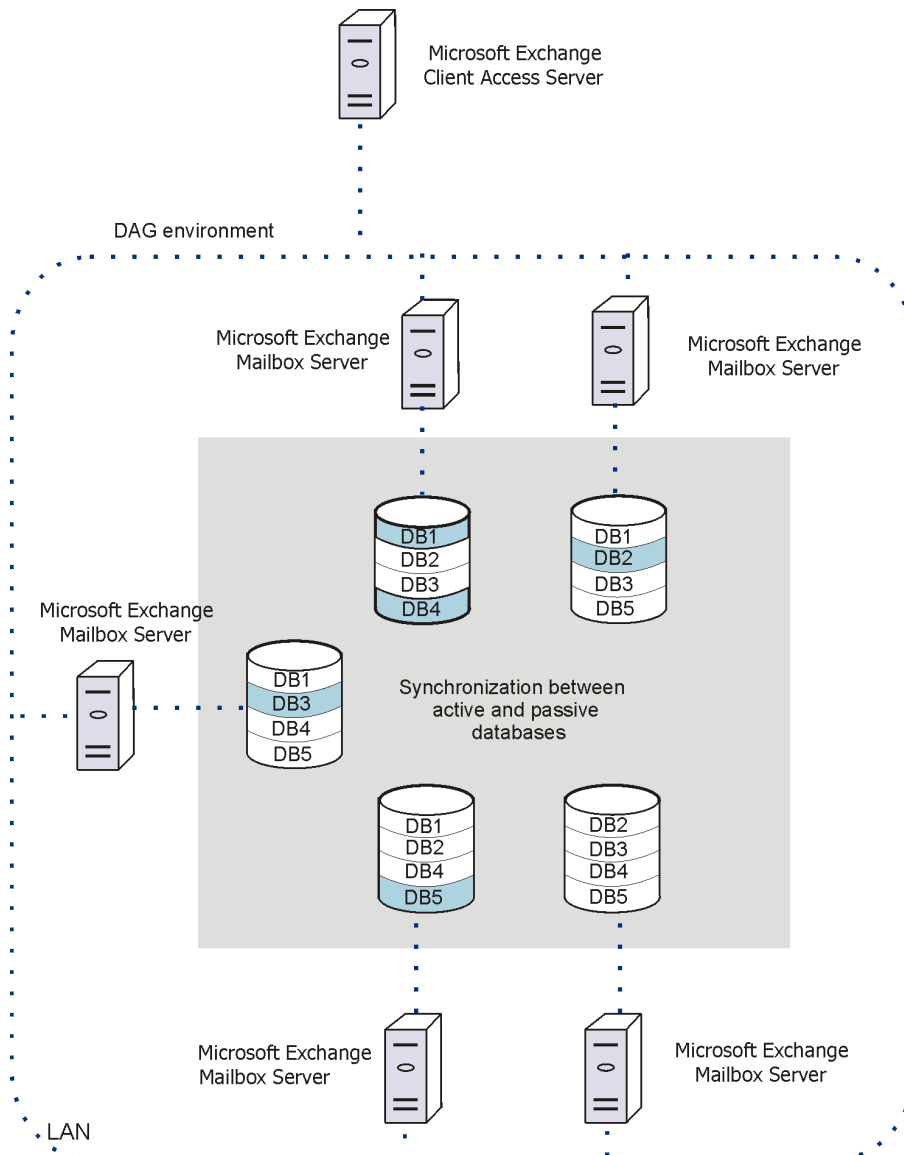 Microsoft Exchange
Client Access Server
DAG environment
Microsoft Exchange
Mailbox Server
Microsoft Exchange
Mailbox Server
DB1
DB2
DB3
DB4
DB1
DB2
DB3
DB5
Microsoft Exchange
Mailbox Server
DB1
DB3
DB4
DB5
Synchronization between
active and passive
databases
DB1
DB2
DB4
DB5
DB2
DB3
DB4
DB5
Microsoft Exchange
Mailbox Server
Microsoft Exchange
Mailbox Server
LAN